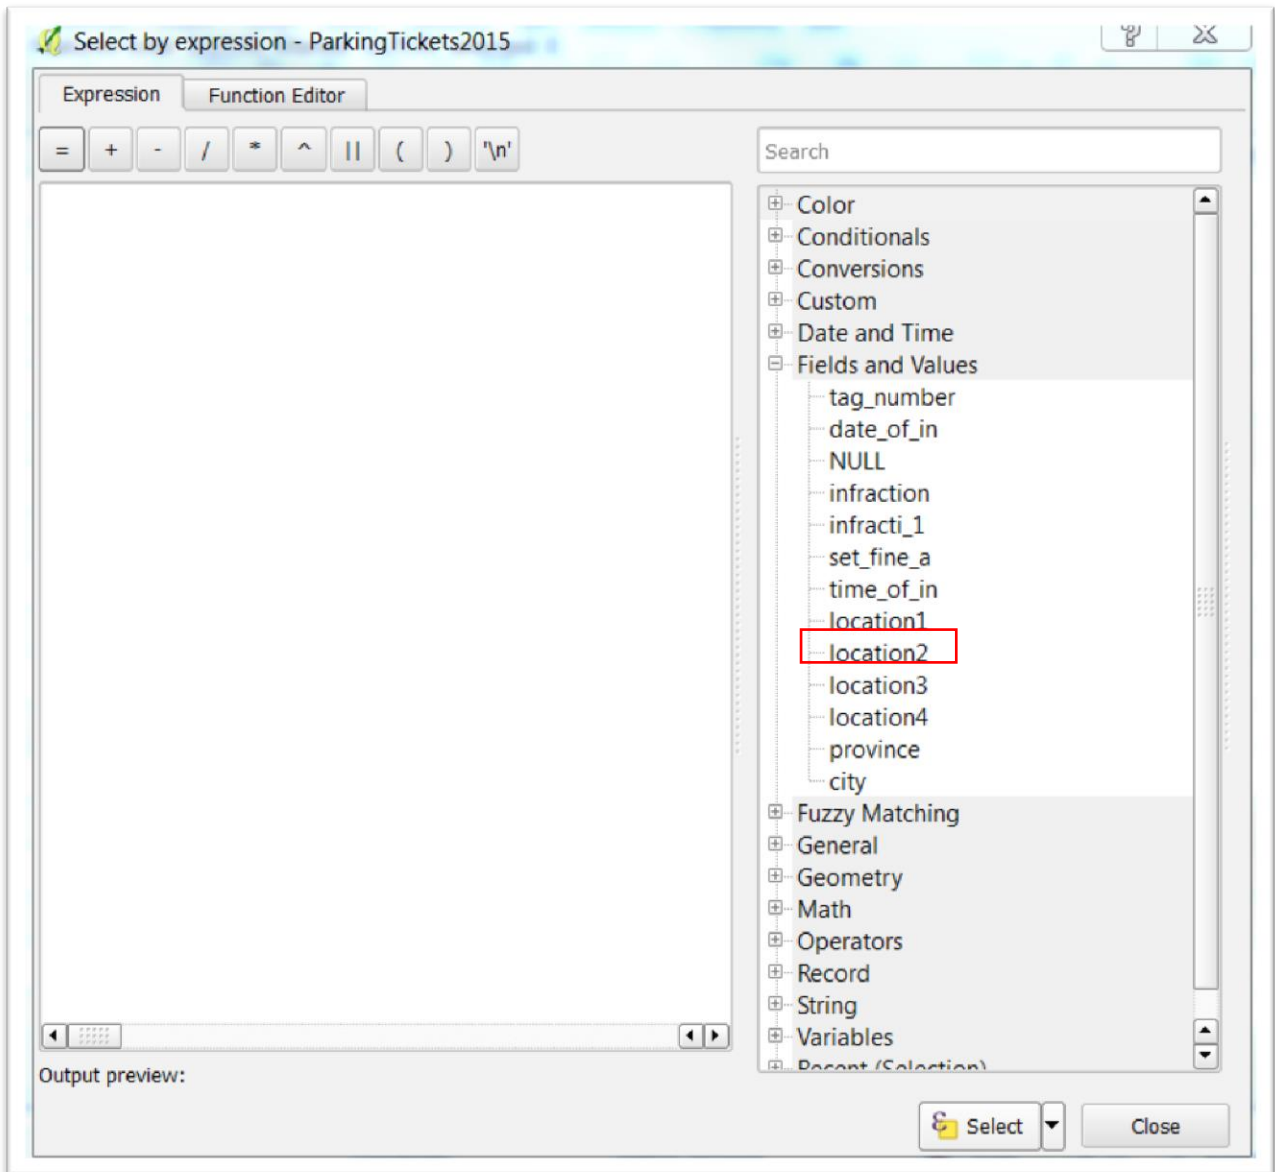 Select by expression - ParkingTickets2015
Expression
Function Editor
= + - / * ^ || ( ) '\n'
Search
Color
Conditionals
Conversions
Custom
Date and Time
Fields and Values
tag_number
date_of_in
NULL
infraction
infracti_1
set_fine_a
time_of_in
location1
location2
location3
location4
province
city
Fuzzy Matching
General
Geometry
Math
Operators
Record
String
Variables
Recent (Selection)
Output preview:
Select
Close